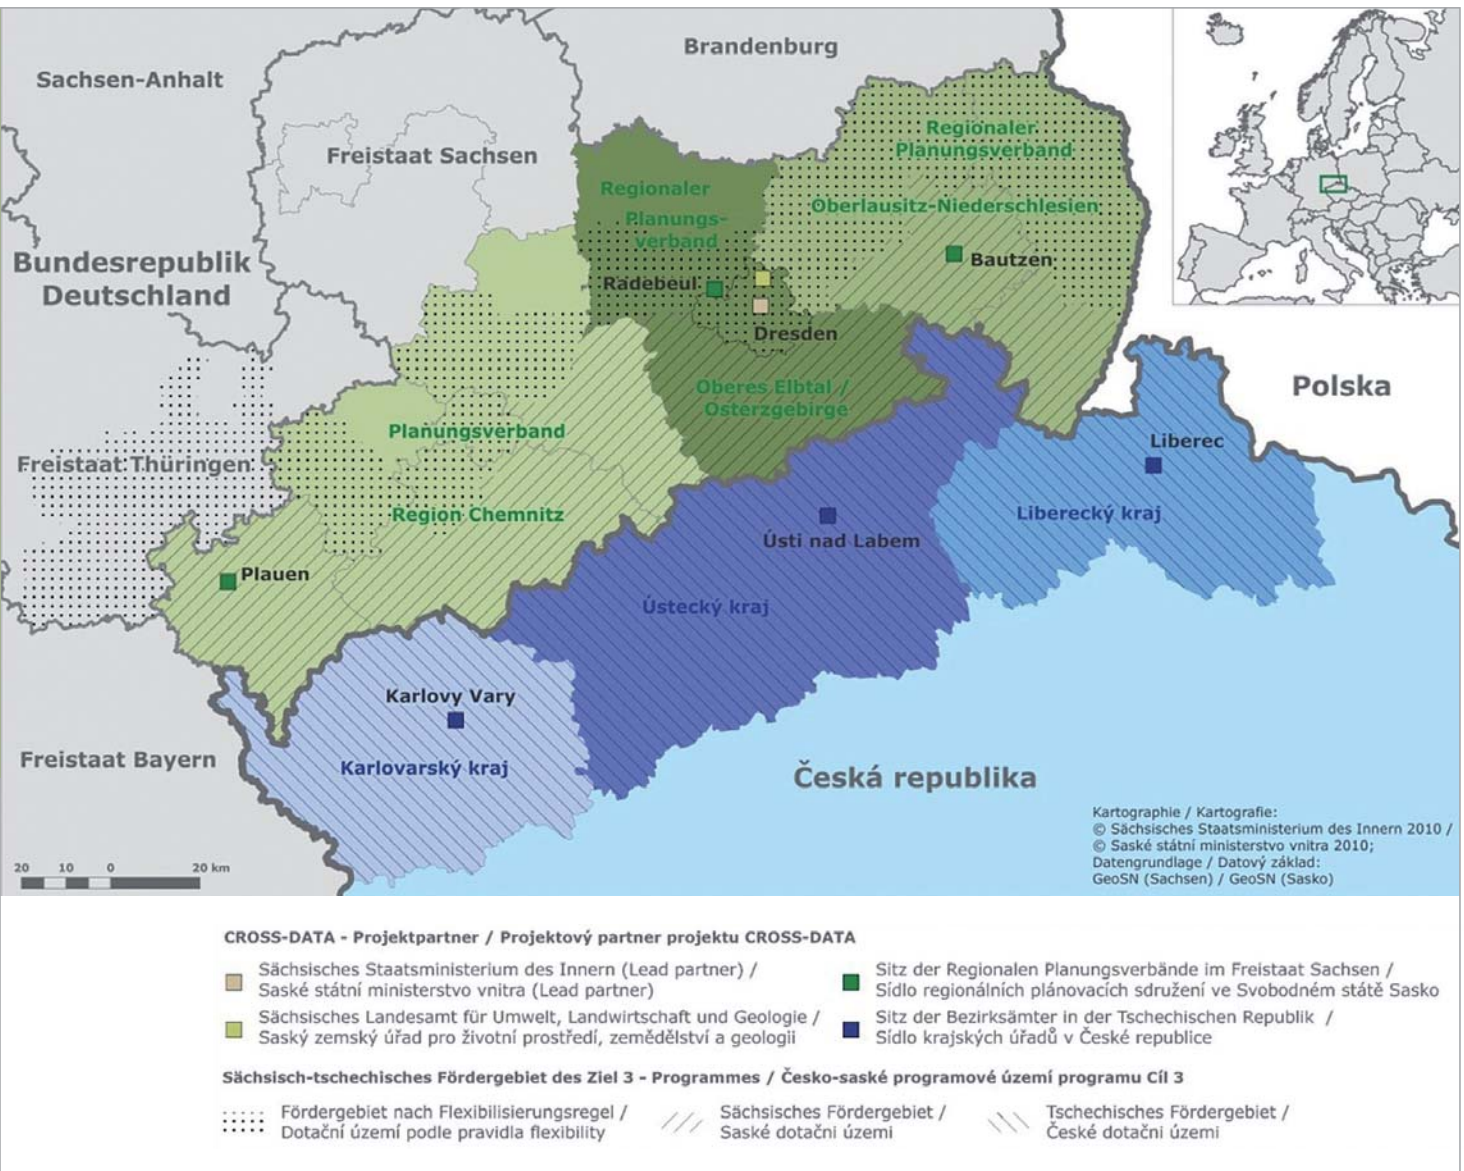 Brandenburg
Sachsen-Anhalt
Freistaat Sachsen
Regionaler
Planungsverband
Oberlausitz-Niederschlesien
Regionaler
Planungs-
verband
Bautzen
Bundesrepublik
Deutschland
Radebeul
Dresden
Oberes Elbtal /
Osterzgebirge
Polska
Planungsverband
Liberec
Freistaat Thüringen
Region Chemnitz
Liberecký kraj
Ústi nad Labem
Plauen
Ústecký kraj
Karlovy Vary
Freistaat Bayern
Karlovarský kraj
Česká republika
Kartographie / Kartografie:
© Sächsisches Staatsministerium des Innern 2010 /
© Saské státní ministerstvo vnitra 2010;
Datengrundlage / Datový základ:
GeoSN (Sachsen) / GeoSN (Sasko)
20 10 0 20 km
CROSS-DATA - Projektpartner / Projektový partner projektu CROSS-DATA
Sächsisches Staatsministerium des Innern (Lead partner) /
Saské státní ministerstvo vnitra (Lead partner)
Sächsisches Landesamt für Umwelt, Landwirtschaft und Geologie /
Saský zemský úřad pro životní prostředí, zemědělství a geologii
Sitz der Regionalen Planungsverbände im Freistaat Sachsen /
Sídlo regionálních plánovacích sdružení ve Svobodném státě Sasko
Sitz der Bezirksämter in der Tschechischen Republik /
Sídlo krajských úřadů v České republice
Sächsisch-tschechisches Fördergebiet des Ziel 3 - Programmes / Česko-saské programové území programu Cíl 3
Fördergebiet nach Flexibilisierungsregel /
Dotační území podle pravidla flexibility
Sächsisches Fördergebiet /
Saské dotačni územi
Tschechisches Fördergebiet /
České dotačni územi